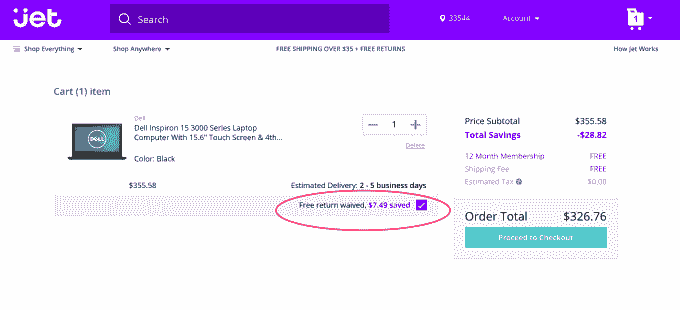 jet
Search
33544
Account
1
Shop Everything
Shop Anywhere
FREE SHIPPING OVER $35 + FREE RETURNS
How Jet Works
Cart (1) item
Dell
Dell Inspiron 15 3000 Series Laptop
Computer With 15.6" Touch Screen & 4th...
DELL
Color: Black
1
Delete
$355.58
Estimated Delivery: 2 - 5 business days
Free return waived, $7.49 saved
Price Subtotal $355.58
Total Savings -$28.82
12 Month Membership FREE
Shipping Fee FREE
Estimated Tax $0.00
Order Total $326.76
Proceed to Checkout